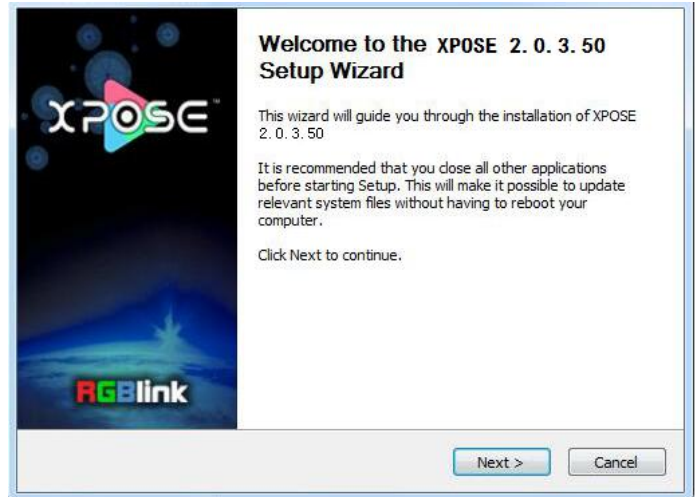 XPOSE™
RGBlink
Welcome to the XPOSE 2.0.3.50
Setup Wizard
This wizard will guide you through the installation of XPOSE
2.0.3.50
It is recommended that you close all other applications
before starting Setup. This will make it possible to update
relevant system files without having to reboot your
computer.
Click Next to continue.
Next >
Cancel